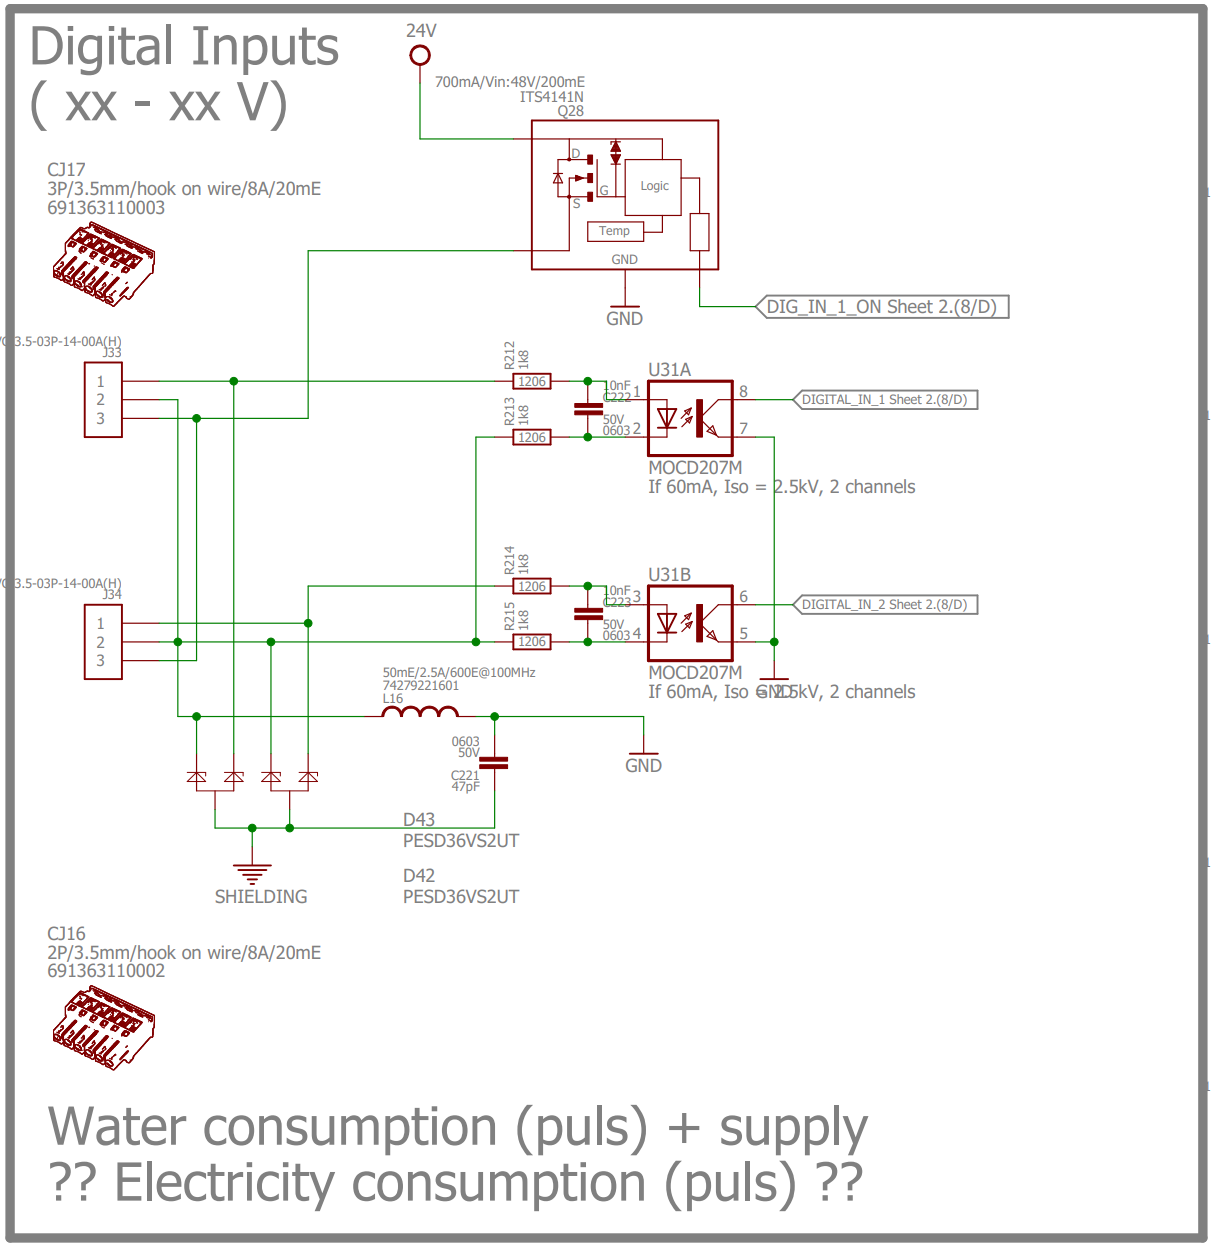 Digital Inputs
( xx - xx V)
24V
700mA/Vin:48V/200mE
ITS4141N
Q28
D
G
S
Logic
Temp
GND
GND
DIG_IN_1_ON Sheet 2.(8/D)
CJ17
3P/3.5mm/hook on wire/8A/20mE
691363110003
3.5-03P-14-00A(H)
J33
1
2
3
R212
1k8
1206
R213
1k8
1206
10nF
C222
50V
0603
U31A
1
2
8
7
DIGITAL_IN_1 Sheet 2.(8/D)
MOCD207M
If 60mA, Iso = 2.5kV, 2 channels
3.5-03P-14-00A(H)
J34
1
2
3
R214
1k8
1206
R215
1k8
1206
10nF
C223
50V
0603
U31B
3
4
6
5
DIGITAL_IN_2 Sheet 2.(8/D)
MOCD207M
If 60mA, Iso = 2.5kV, 2 channels
GND
50mE/2.5A/600E@100MHz
74279221601
L16
0603
50V
C221
47pF
GND
D43
PESD36VS2UT
D42
PESD36VS2UT
SHIELDING
CJ16
2P/3.5mm/hook on wire/8A/20mE
691363110002
Water consumption (puls) + supply
?? Electricity consumption (puls) ??